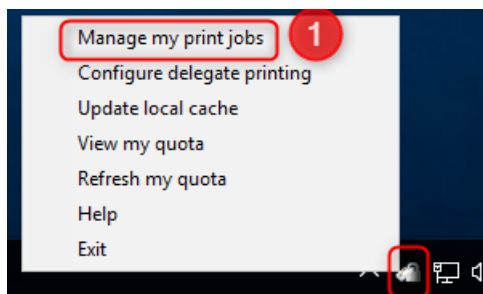 Manage my print jobs 1
Configure delegate printing
Update local cache
View my quota
Refresh my quota
Help
Exit